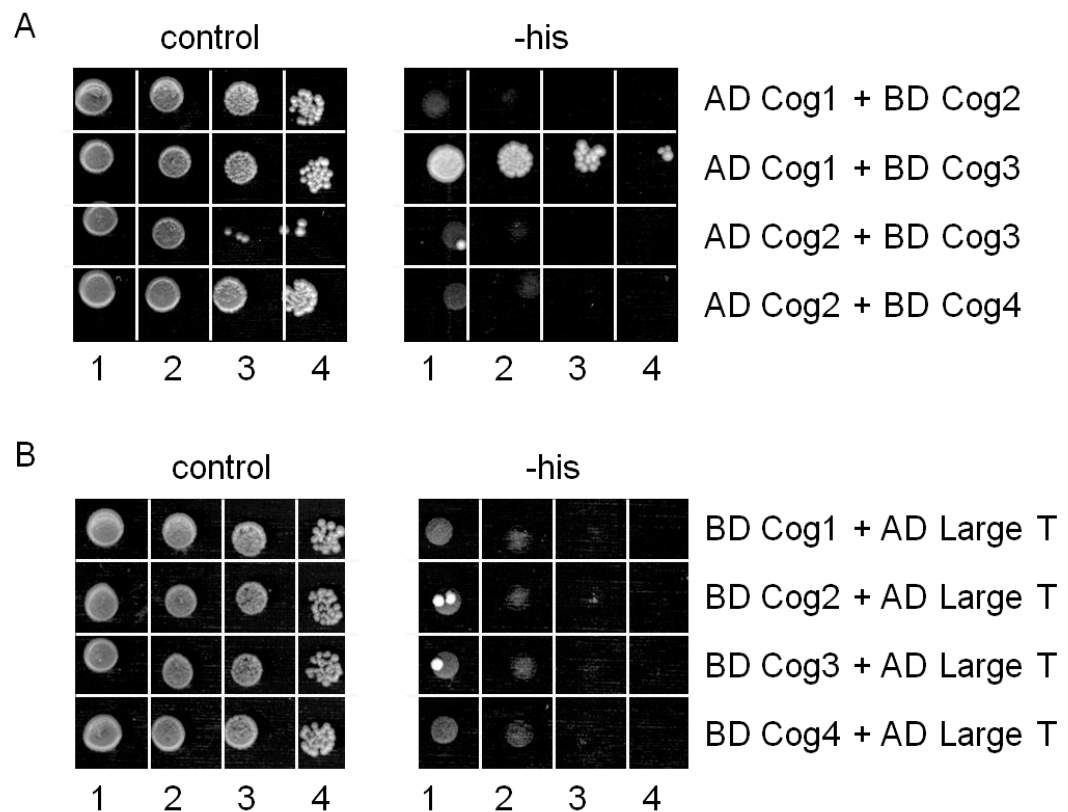 A
control -his
AD Cog1 + BD Cog2
AD Cog1 + BD Cog3
AD Cog2 + BD Cog3
AD Cog2 + BD Cog4
1 2 3 4 1 2 3 4
B
control -his
BD Cog1 + AD Large T
BD Cog2 + AD Large T
BD Cog3 + AD Large T
BD Cog4 + AD Large T
1 2 3 4 1 2 3 4